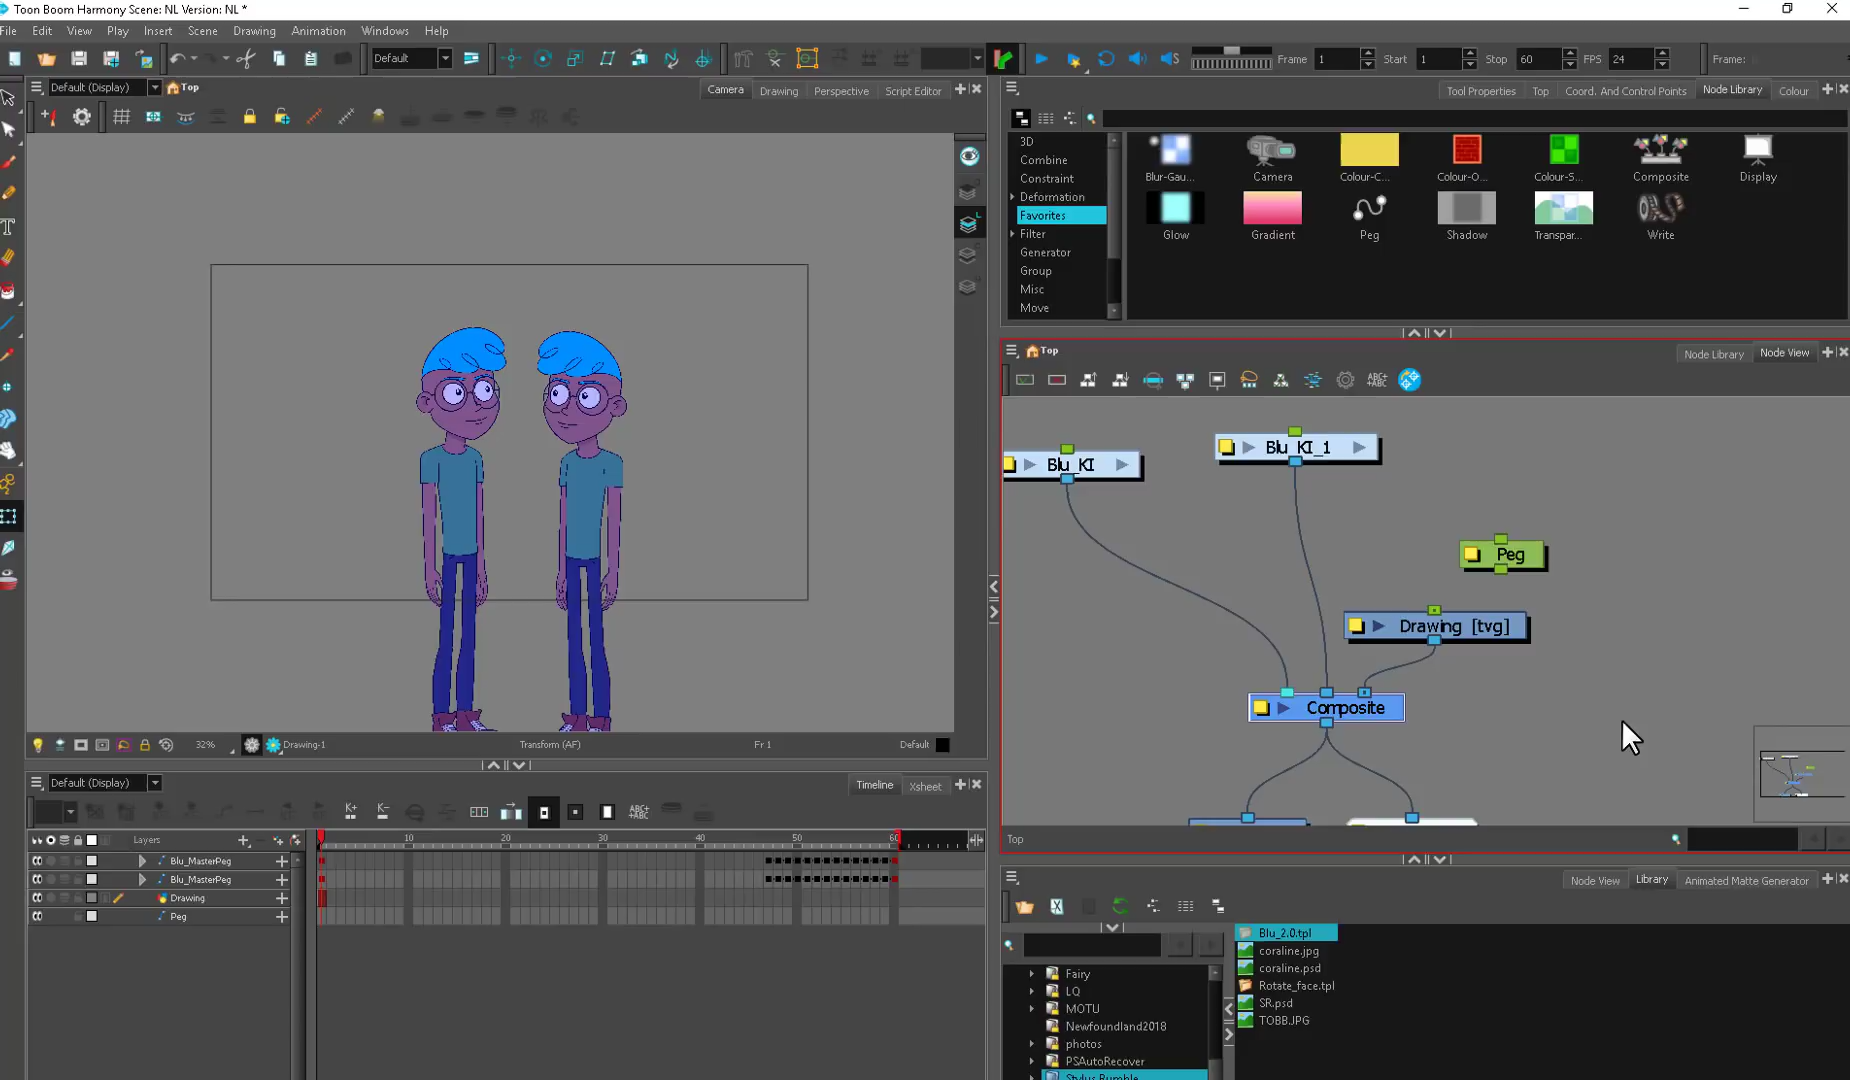 Toon Boom Harmony Scene: NL Version: NL *
File Edit View Play Insert Scene Drawing Animation Windows Help
Default Frame 1 Start 1 Stop 60 FPS 24 Frame:
Default (Display) Top Camera Drawing Perspective Script Editor
Tool Properties Top Coord. And Control Points Node Library Colour
3D
Combine
Constraint
Deformation
Favorites
Filter
Generator
Group
Misc
Move
Blur-Gau... Camera Colour-C... Colour-O... Colour-S... Composite Display
Glow Gradient Peg Shadow Transpar... Write
Top Node Library Node View
ABC+
+ABC
Blu_KI
Blu_KI_1
Peg
Drawing [tvg]
Composite
Top
32% Drawing-1 Transform (AF) Fr 1 Default
Default (Display) Timeline Xsheet
K+ K- ABC+
+ABC
Layers 10 20 30 40 50 60
Blu_MasterPeg
Blu_MasterPeg
Drawing
Peg
Node View Library Animated Matte Generator
Fairy
LQ
MOTU
Newfoundland2018
photos
PSAutoRecover
Stylus Rumble
Blu_2.0.tpl
coraline.jpg
coraline.psd
Rotate_face.tpl
SR.psd
TOBB.JPG